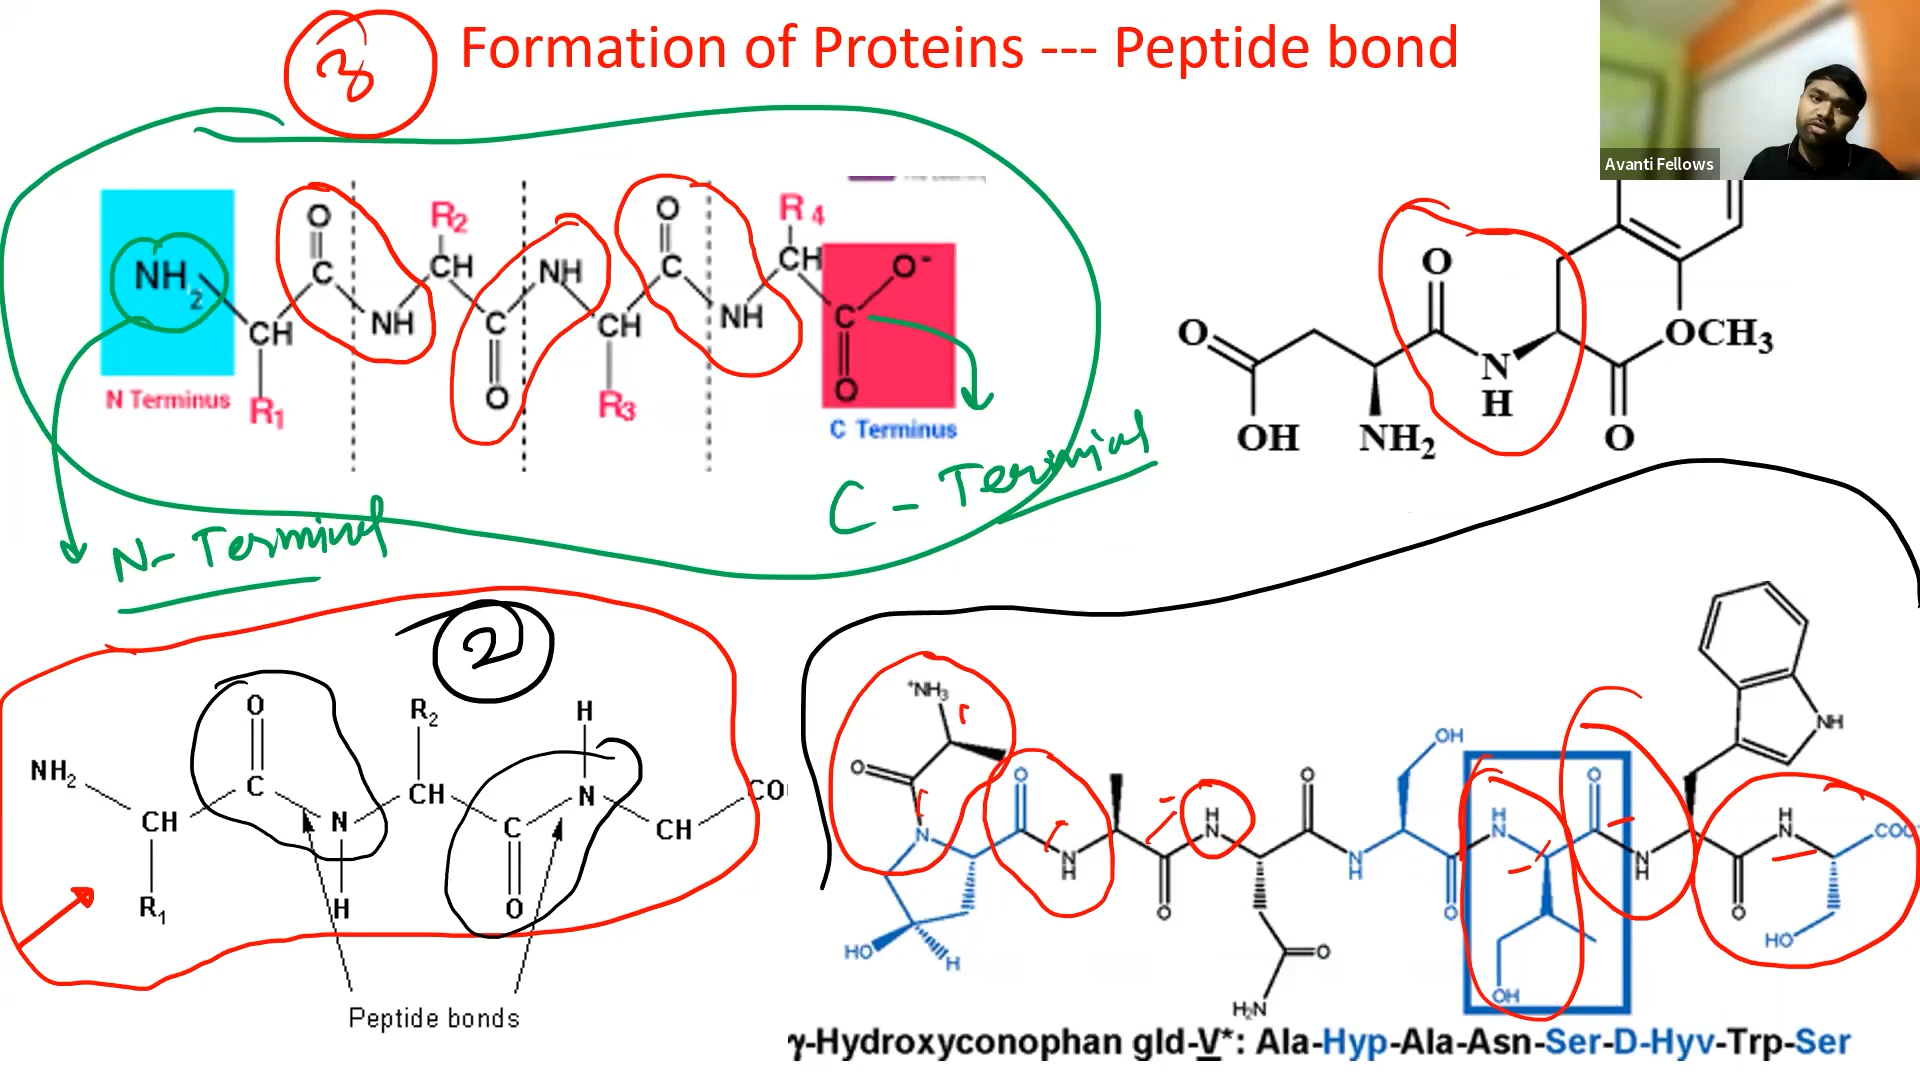 3
Formation of Proteins --- Peptide bond
Avanti Fellows
O
R2
NH
O
R4
NH2
C
CH
C
CH
O-
CH
NH
C
CH
NH
C
O
O
N Terminus
R1
R3
C Terminus
N- Terminal
C - Terminal
O
O
N
H
OCH3
OH
NH2
O
2
O
R2
H
NH2
C
CH
N
CH
N
C
CH
R1
H
O
Peptide bonds
+NH3
O
N
O
N
H
H
N
O
O
OH
N
H
O
H
N
O
N
H
NH
H
N
O
COO-
HO
H
O
H2N
OH
HO
γ-Hydroxyconophan gld-V*: Ala-Hyp-Ala-Asn-Ser-D-Hyv-Trp-Ser